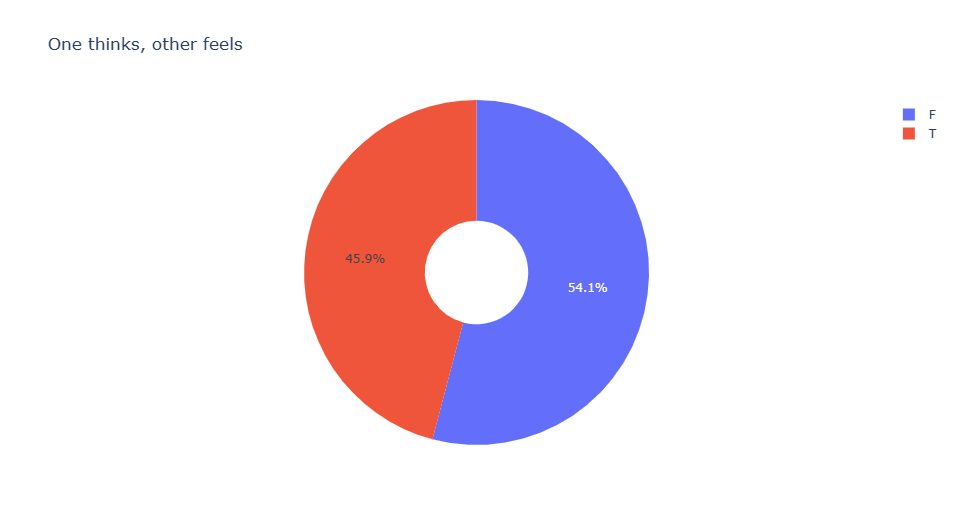 One thinks, other feels
F
T
45.9%
54.1%